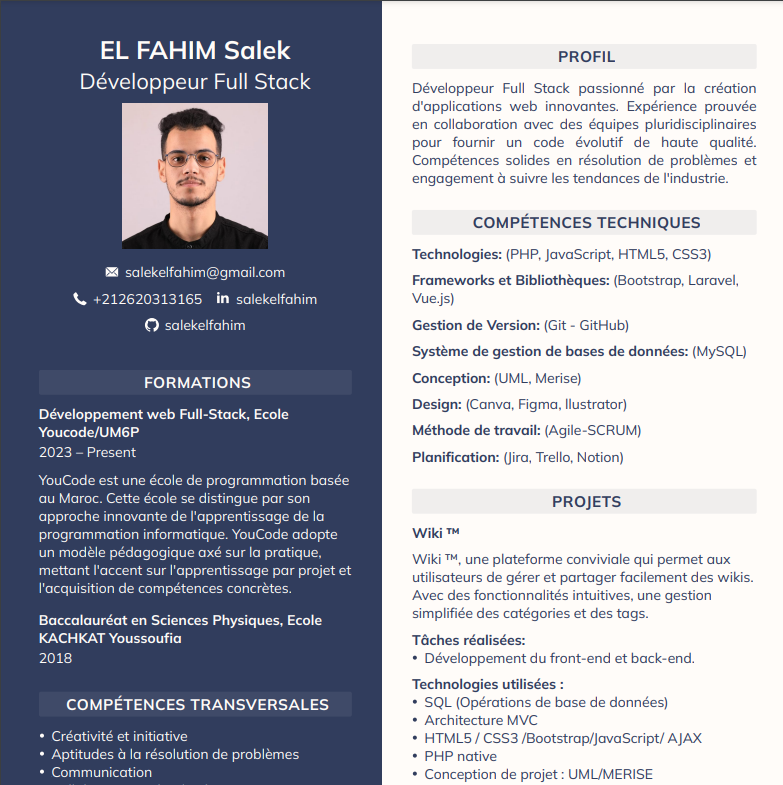 EL FAHIM Salek
Développeur Full Stack
salekelfahim@gmail.com
+212620313165 salekelfahim
salekelfahim
FORMATIONS
Développement web Full-Stack, Ecole
Youcode/UM6P
2023 – Present
YouCode est une école de programmation basée
au Maroc. Cette école se distingue par son
approche innovante de l'apprentissage de la
programmation informatique. YouCode adopte
un modèle pédagogique axé sur la pratique,
mettant l'accent sur l'apprentissage par projet et
l'acquisition de compétences concrètes.
Baccalauréat en Sciences Physiques, Ecole
KACHKAT Youssoufia
2018
COMPÉTENCES TRANSVERSALES
• Créativité et initiative
• Aptitudes à la résolution de problèmes
• Communication
PROFIL
Développeur Full Stack passionné par la création
d'applications web innovantes. Expérience prouvée
en collaboration avec des équipes pluridisciplinaires
pour fournir un code évolutif de haute qualité.
Compétences solides en résolution de problèmes et
engagement à suivre les tendances de l'industrie.
COMPÉTENCES TECHNIQUES
Technologies: (PHP, JavaScript, HTML5, CSS3)
Frameworks et Bibliothèques: (Bootstrap, Laravel,
Vue.js)
Gestion de Version: (Git - GitHub)
Système de gestion de bases de données: (MySQL)
Conception: (UML, Merise)
Design: (Canva, Figma, llustrator)
Méthode de travail: (Agile-SCRUM)
Planification: (Jira, Trello, Notion)
PROJETS
Wiki ™
Wiki ™, une plateforme conviviale qui permet aux
utilisateurs de gérer et partager facilement des wikis.
Avec des fonctionnalités intuitives, une gestion
simplifiée des catégories et des tags.
Tâches réalisées:
• Développement du front-end et back-end.
Technologies utilisées :
• SQL (Opérations de base de données)
• Architecture MVC
• HTML5 / CSS3 /Bootstrap/JavaScript/ AJAX
• PHP native
• Conception de projet : UML/MERISE